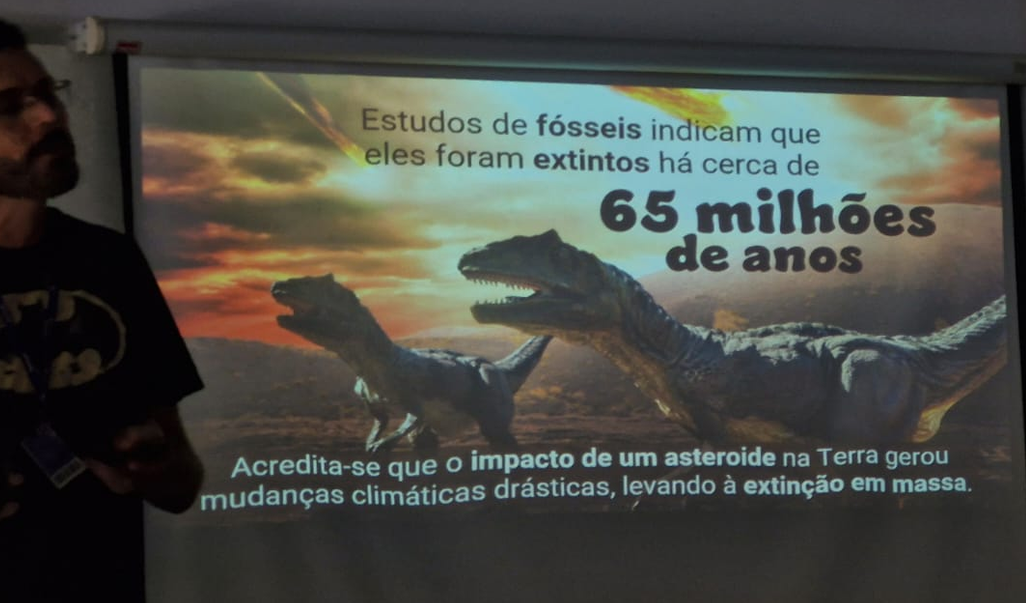 Estudos de fósseis indicam que
eles foram extintos há cerca de
65 milhões
de anos
Acredita-se que o impacto de um asteroide na Terra gerou
mudanças climáticas drásticas, levando à extinção em massa.